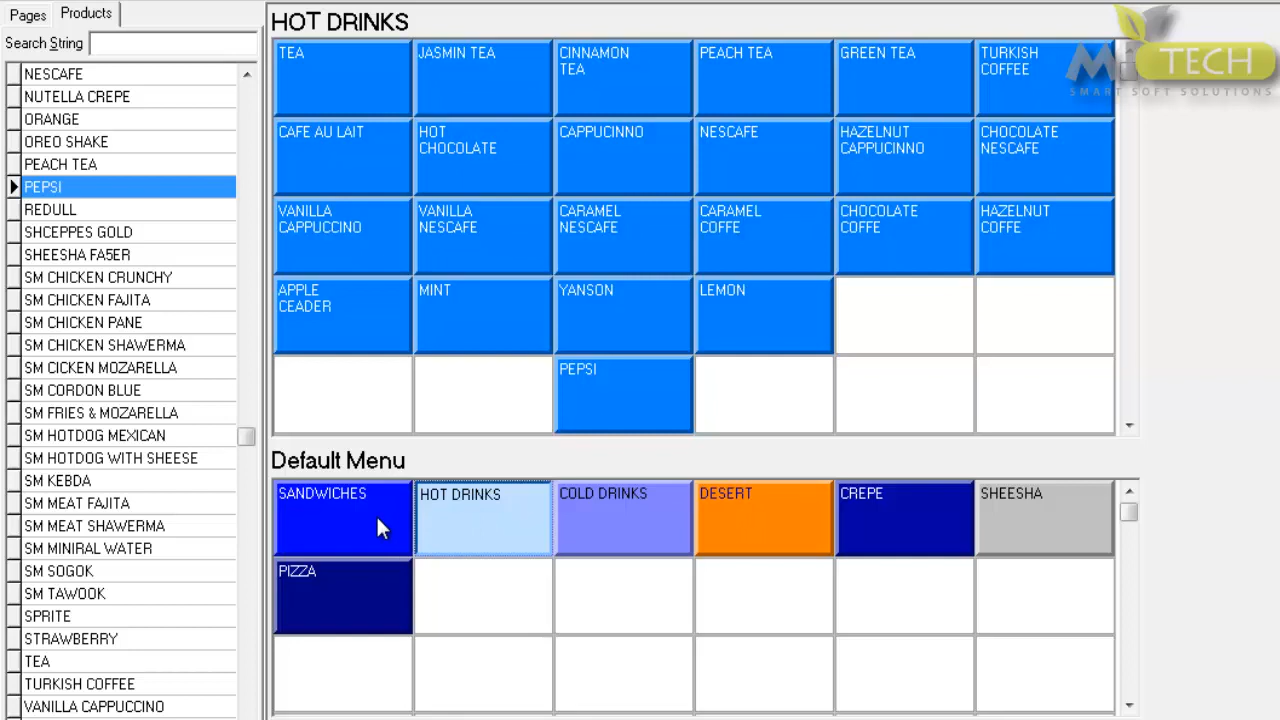 Pages
Products
Search String
NESCAFE
NUTELLA CREPE
ORANGE
OREO SHAKE
PEACH TEA
PEPSI
REDULL
SHCEPPES GOLD
SHEESHA FA5ER
SM CHICKEN CRUNCHY
SM CHICKEN FAJITA
SM CHICKEN PANE
SM CHICKEN SHAWERMA
SM CICKEN MOZARELLA
SM CORDON BLUE
SM FRIES & MOZARELLA
SM HOTDOG MEXICAN
SM HOTDOG WITH SHEESE
SM KEBDA
SM MEAT FAJITA
SM MEAT SHAWERMA
SM MINIRAL WATER
SM SOGOK
SM TAWOOK
SPRITE
STRAWBERRY
TEA
TURKISH COFFEE
VANILLA CAPPUCCINO
HOT DRINKS
TEA
JASMIN TEA
CINNAMON
TEA
PEACH TEA
GREEN TEA
TURKISH
COFFEE
CAFE AU LAIT
HOT
CHOCOLATE
CAPPUCINNO
NESCAFE
HAZELNUT
CAPPUCINNO
CHOCOLATE
NESCAFE
VANILLA
CAPPUCCINO
VANILLA
NESCAFE
CARAMEL
NESCAFE
CARAMEL
COFFE
CHOCOLATE
COFFE
HAZELNUT
COFFE
APPLE
CEADER
MINT
YANSON
LEMON
PEPSI
Default Menu
SANDWICHES
HOT DRINKS
COLD DRINKS
DESERT
CREPE
SHEESHA
PIZZA
TECH
SMART SOFT SOLUTIONS